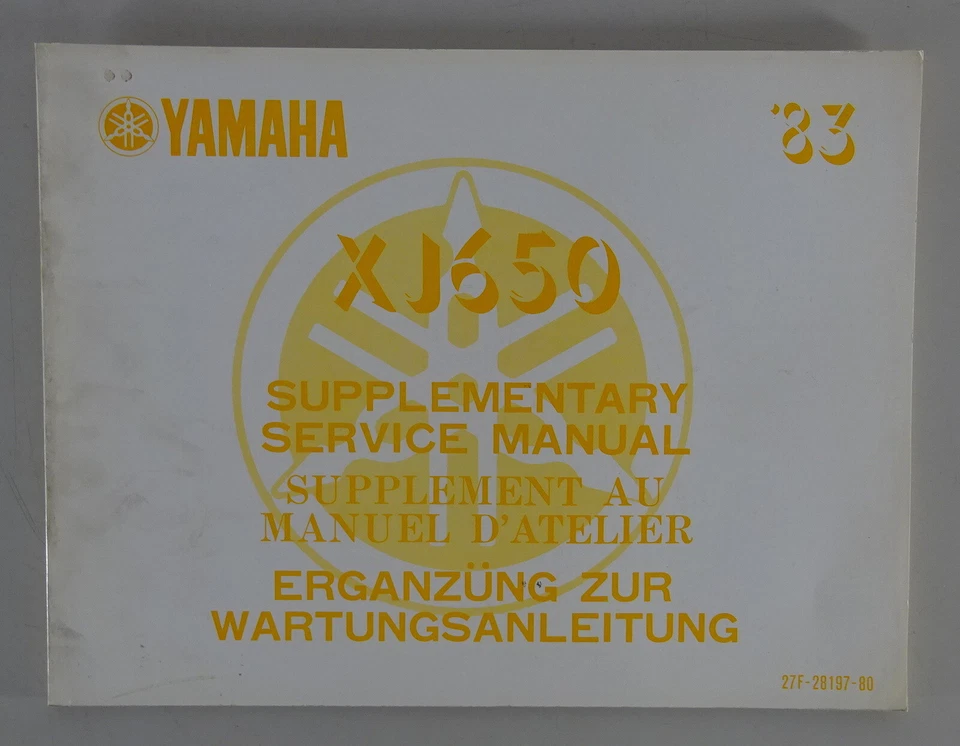 YAMAHA
'83
XJ650
SUPPLEMENTARY
SERVICE MANUAL
SUPPLEMENT AU
MANUEL D'ATELIER
ERGANZÜNG ZUR
WARTUNGSANLEITUNG
27F-28197-80